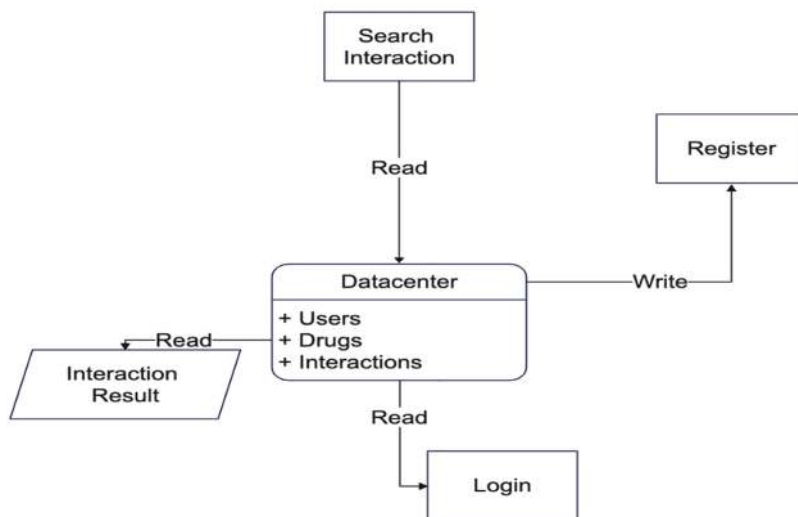 Search
Interaction
Read
Register
Datacenter
Write
+ Users
+ Drugs
+ Interactions
Read
Interaction
Result
Read
Login